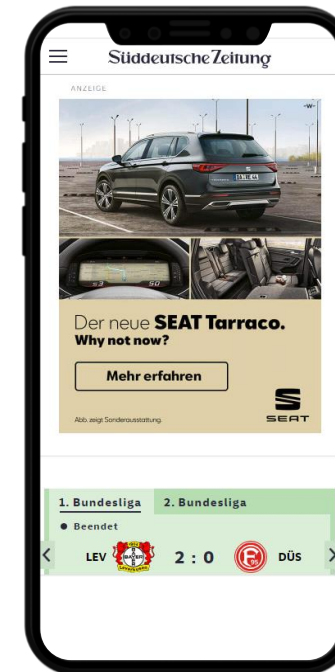 Süddeutsche Zeitung
ANZEIGE
-W-
Der neue SEAT Tarraco.
Why not now?
Mehr erfahren
Abb. zeigt Sonderausstattung.
SEAT
1. Bundesliga 2. Bundesliga
Beendet
LEV 2 : 0 DÜS